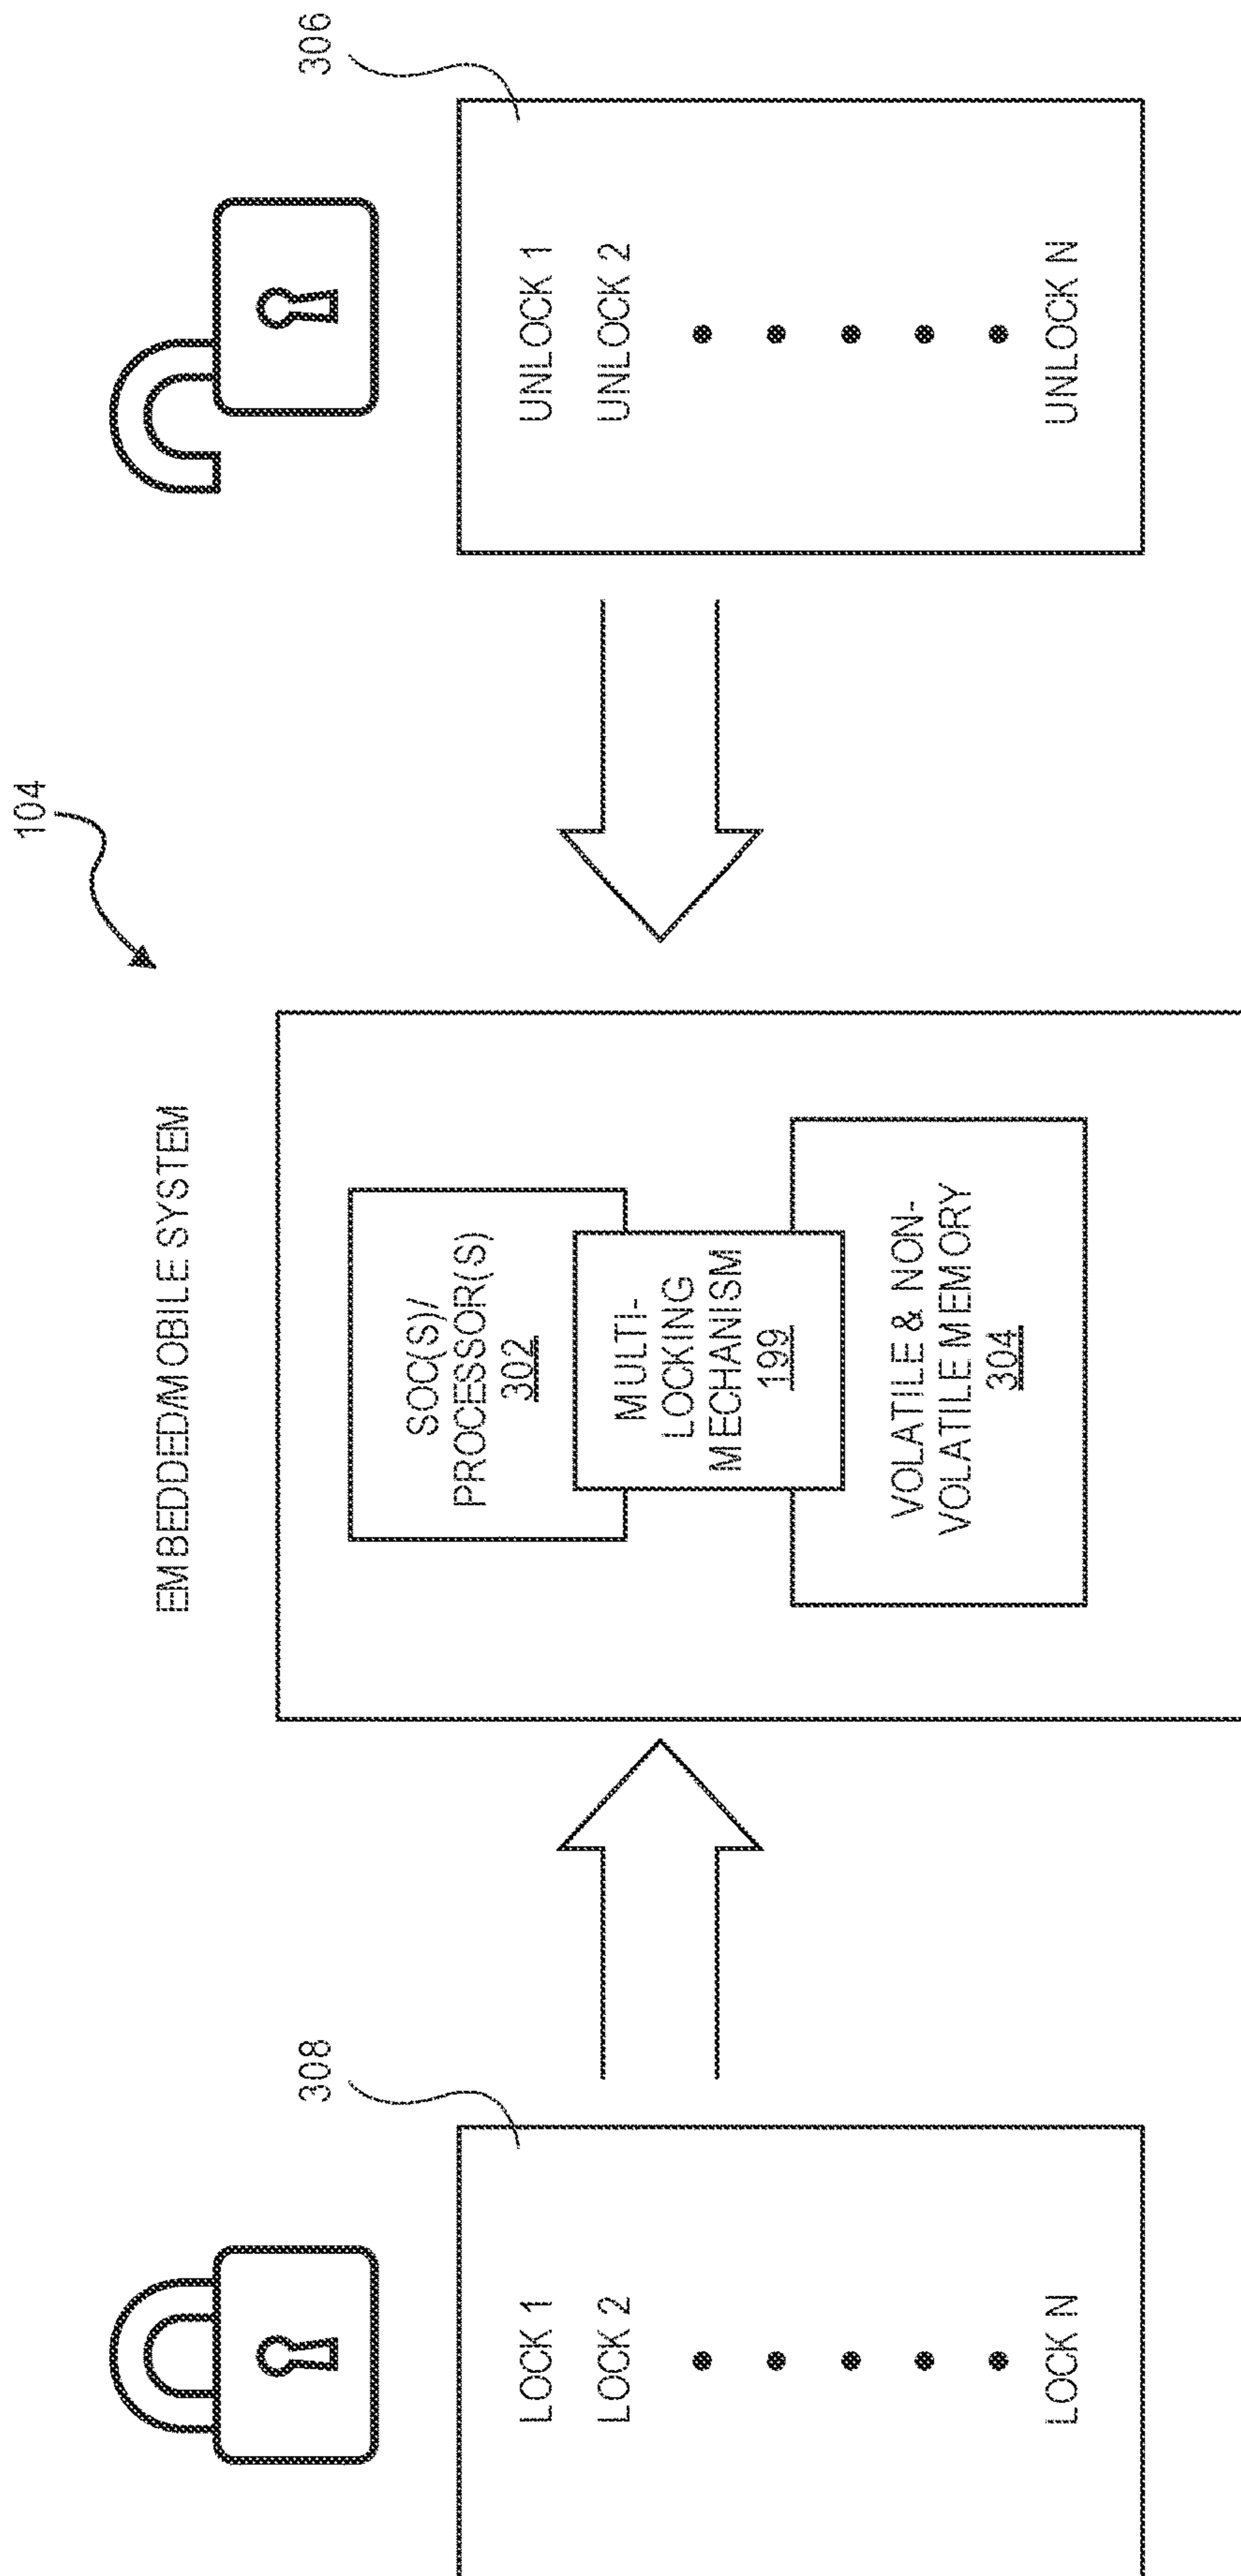 104
EMBEDDED/MOBILE SYSTEM
308
LOCK 1
LOCK 2
LOCK N
SOC(S)/
PROCESSOR(S)
302
MULTI-
LOCKING
MECHANISM
199
VOLATILE & NON-
VOLATILE MEMORY
304
306
UNLOCK 1
UNLOCK 2
UNLOCK N